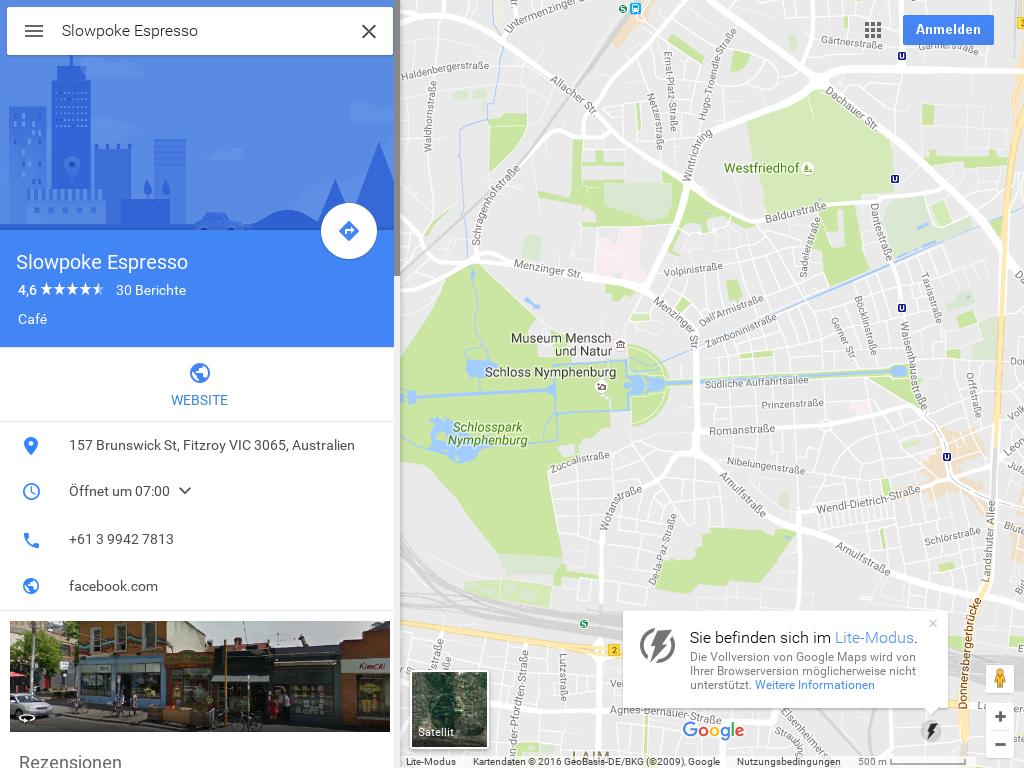 Slowpoke Espresso
Slowpoke Espresso
4,6 30 Berichte
Café
WEBSITE
157 Brunswick St, Fitzroy VIC 3065, Australien
Öffnet um 07:00
+61 3 9942 7813
facebook.com
KimChi
Rezensionen
Anmelden
Untermenzinger Str.
Gärtnerstraße
Gärtnerstraße
Haldenbergerstraße
Allacher Str.
Waldhornstraße
Ernst-Platz-Straße
Hugo-Troendle-Straße
Netzerstraße
Dachauer Str.
Wintrichring
Westfriedhof
Schragenhofstraße
Baldurstraße
Dantestraße
Menzinger Str.
Volpinistraße
Taxisstraße
Menzinger Str.
Dall'Armistraße
Zamboninistraße
Böcklinstraße
Gerner Str.
Waisenhausstraße
Museum Mensch
und Natur
Schloss Nymphenburg
Südliche Auffahrtsallee
Orffstraße
Prinzenstraße
Schlosspark
Nymphenburg
Romanstraße
Zuccalistraße
Nibelungenstraße
Arnulfstraße
Wotanstraße
Wendl-Dietrich-Straße
Landshuter Allee
Schlörstraße
De-la-Paz-Straße
Arnulfstraße
2
Donnersbergerbrücke
Lutzstraße
Von-der-Pfordten-Straße
Agnes-Bernauer-Straße
Elsenheimerstraße
LAIM
Sie befinden sich im Lite-Modus.
Die Vollversion von Google Maps wird von
Ihrer Browserversion möglicherweise nicht
unterstützt. Weitere Informationen
Satellit
Google
Lite-Modus Kartendaten © 2016 GeoBasis-DE/BKG (©2009), Google Nutzungsbedingungen 500 m